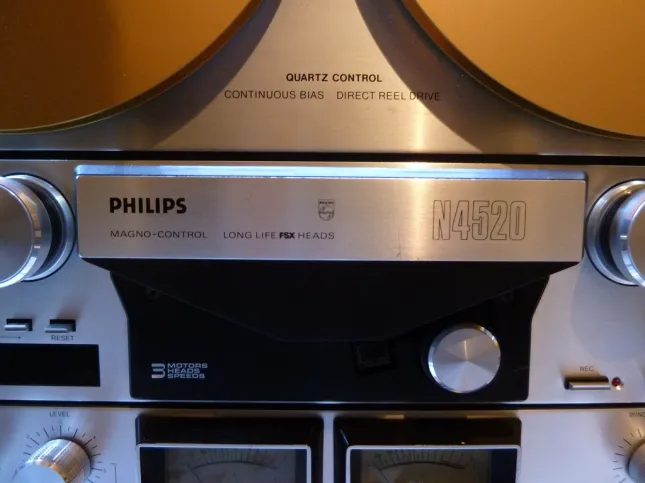 QUARTZ CONTROL
CONTINUOUS BIAS DIRECT REEL DRIVE
PHILIPS
N4520
MAGNO-CONTROL LONG LIFE FSX HEADS
RESET
3 MOTORS
HEADS
SPEEDS
REC
LEVEL